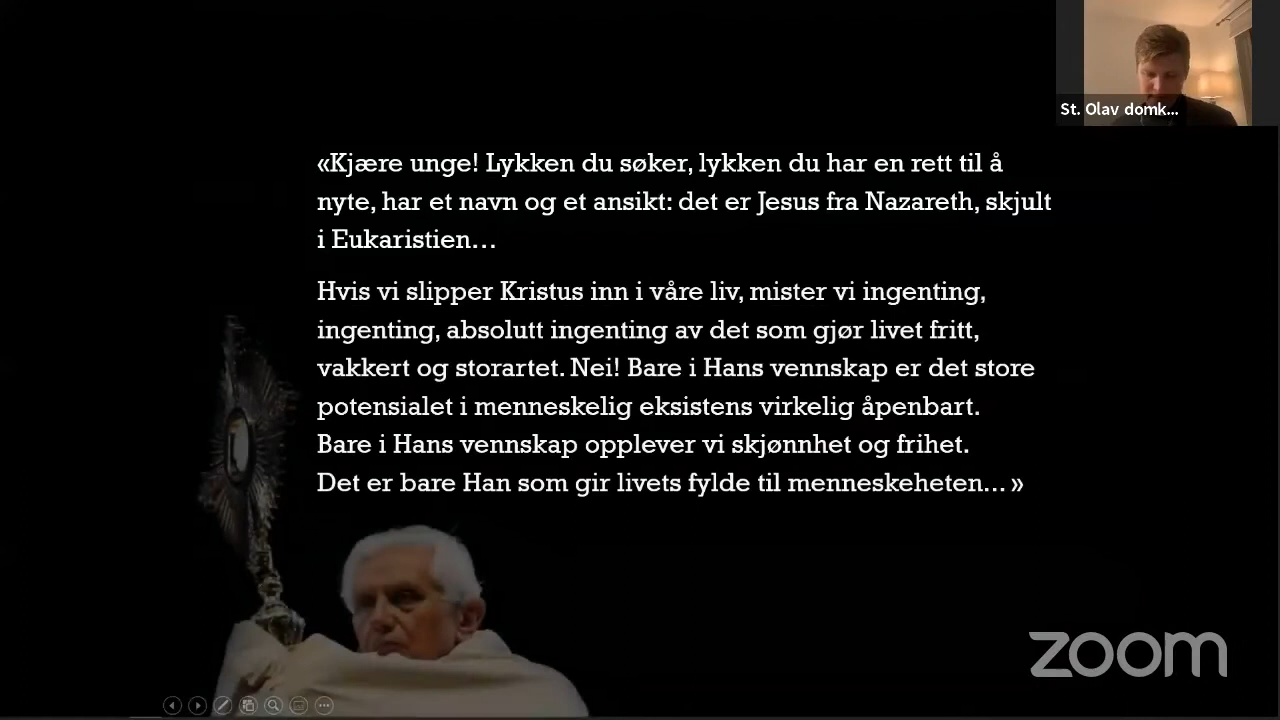 St. Olav domk...
«Kjære unge! Lykken du søker, lykken du har en rett til å
nyte, har et navn og et ansikt: det er Jesus fra Nazareth, skjult
i Eukaristien…
Hvis vi slipper Kristus inn i våre liv, mister vi ingenting,
ingenting, absolutt ingenting av det som gjør livet fritt,
vakkert og storartet. Nei! Bare i Hans vennskap er det store
potensialet i menneskelig eksistens virkelig åpenbart.
Bare i Hans vennskap opplever vi skjønnhet og frihet.
Det er bare Han som gir livets fylde til menneskeheten… »
zoom